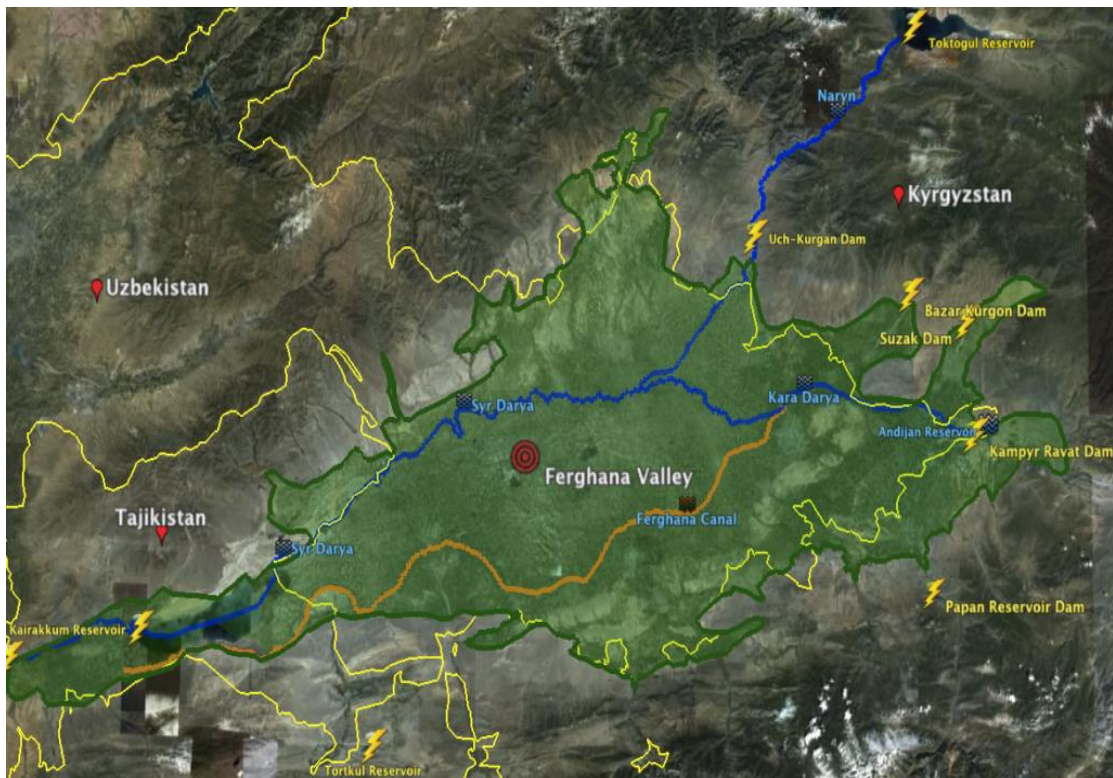 Toktogul Reservoir
Naryn
Kyrgyzstan
Uch-Kurgan Dam
Uzbekistan
Bazar Kurgon Dam
Suzak Dam
Kara Darya
Syr Darya
Andijan Reservoir
Kampyr Ravat Dam
Ferghana Valley
Tajikistan
Ferghana Canal
Syr Darya
Papan Reservoir Dam
Kairakkum Reservoir
Tortkul Reservoir